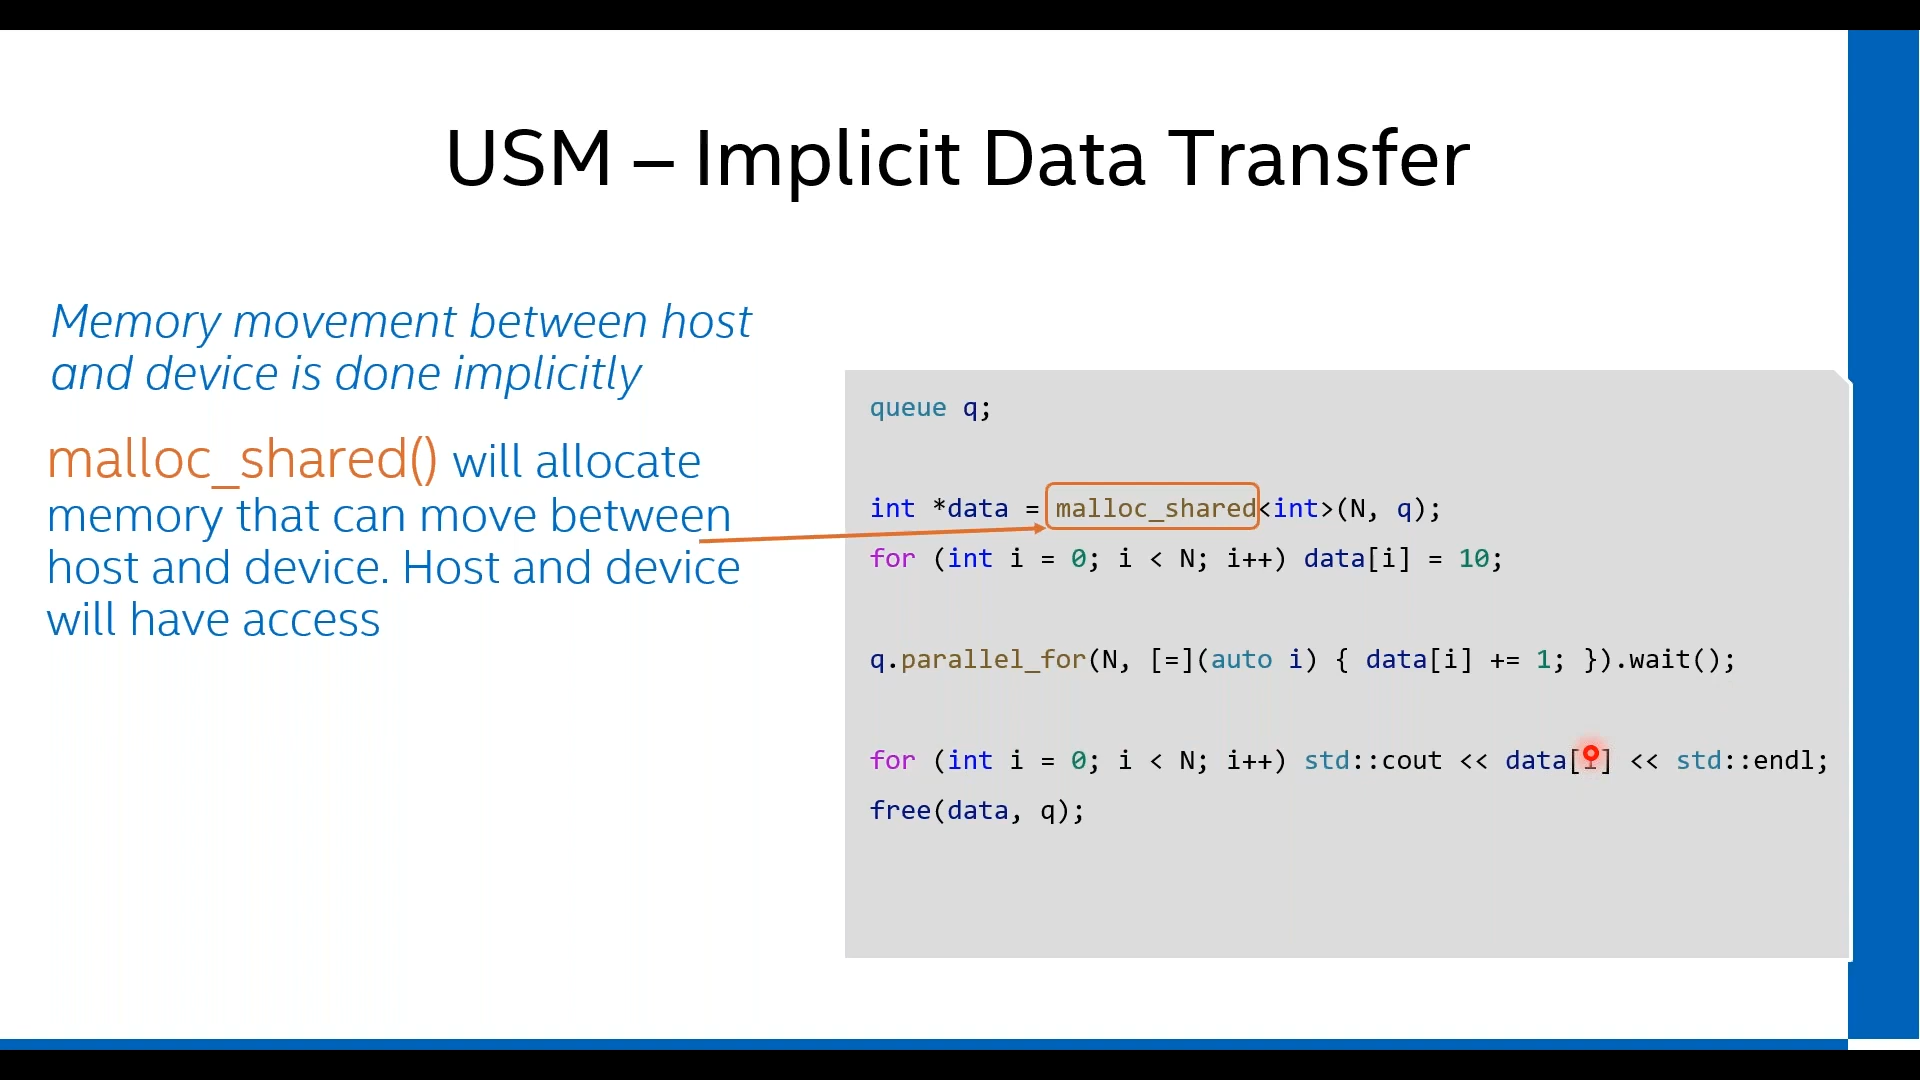 USM – Implicit Data Transfer
Memory movement between host
and device is done implicitly
malloc_shared() will allocate
memory that can move between
host and device. Host and device
will have access
queue q;
int *data = malloc_shared<int>(N, q);
for (int i = 0; i < N; i++) data[i] = 10;
q.parallel_for(N, [=](auto i) { data[i] += 1; }).wait();
for (int i = 0; i < N; i++) std::cout << data[i] << std::endl;
free(data, q);